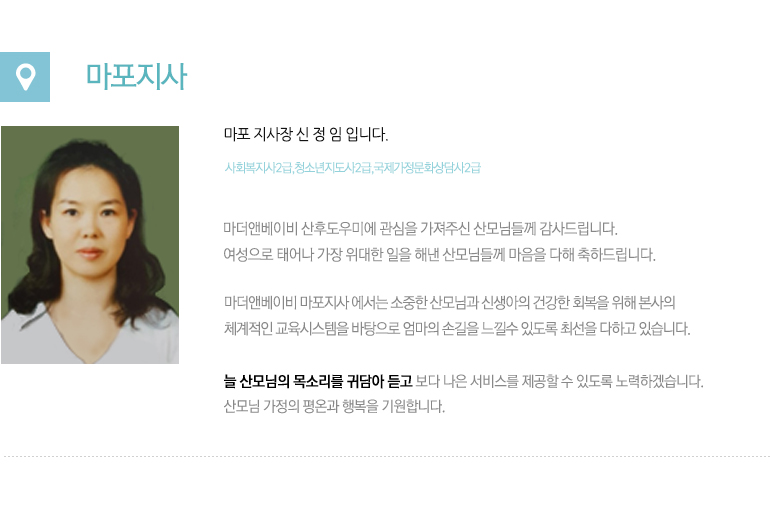 마포지사
마포 지사장 신 정 임 입니다.
사회복지사2급,청소년지도사2급,국제가정문화상담사2급
마더앤베이비 산후도우미에 관심을 가져주신 산모님들께 감사드립니다.
여성으로 태어나 가장 위대한 일을 해낸 산모님들께 마음을 다해 축하드립니다.
마더앤베이비 마포지사 에서는 소중한 산모님과 신생아의 건강한 회복을 위해 본사의
체계적인 교육시스템을 바탕으로 엄마의 손길을 느낄수 있도록 최선을 다하고 있습니다.
늘 산모님의 목소리를 귀담아 듣고 보다 나은 서비스를 제공할 수 있도록 노력하겠습니다.
산모님 가정의 평온과 행복을 기원합니다.